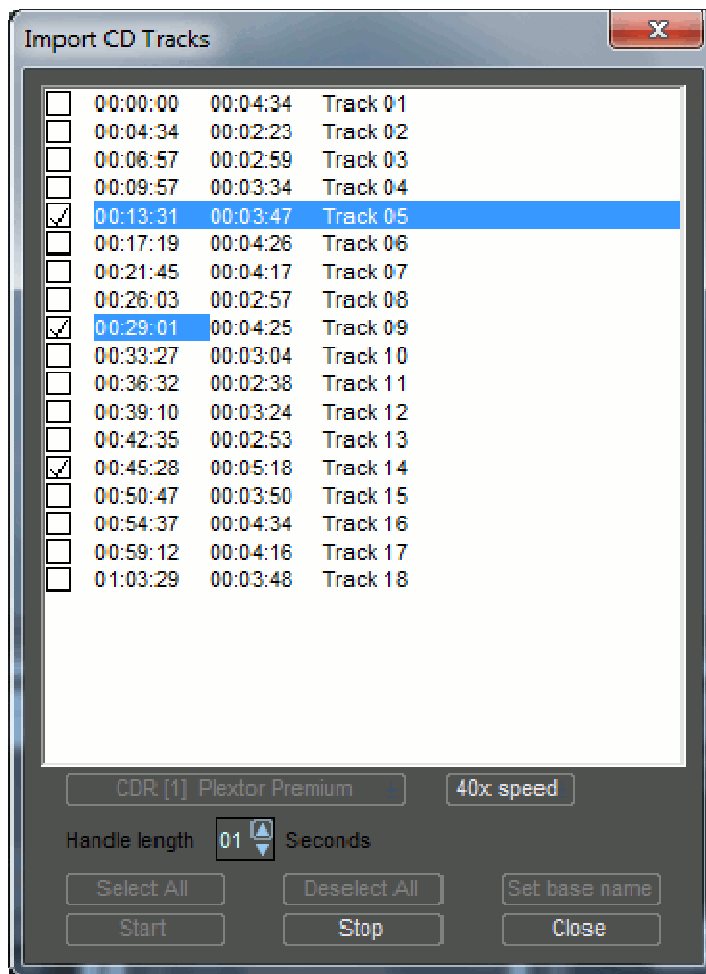 Import CD Tracks
00:00:00 00:04:34 Track 01
00:04:34 00:02:23 Track 02
00:06:57 00:02:59 Track 03
00:09:57 00:03:34 Track 04
00:13:31 00:03:47 Track 05
00:17:19 00:04:26 Track 06
00:21:45 00:04:17 Track 07
00:26:03 00:02:57 Track 08
00:29:01 00:04:25 Track 09
00:33:27 00:03:04 Track 10
00:36:32 00:02:38 Track 11
00:39:10 00:03:24 Track 12
00:42:35 00:02:53 Track 13
00:45:28 00:05:18 Track 14
00:50:47 00:03:50 Track 15
00:54:37 00:04:34 Track 16
00:59:12 00:04:16 Track 17
01:03:29 00:03:48 Track 18
CDR [1] Plextor Premium 40x speed
Handle length 01 Seconds
Select All Deselect All Set base name
Start Stop Close